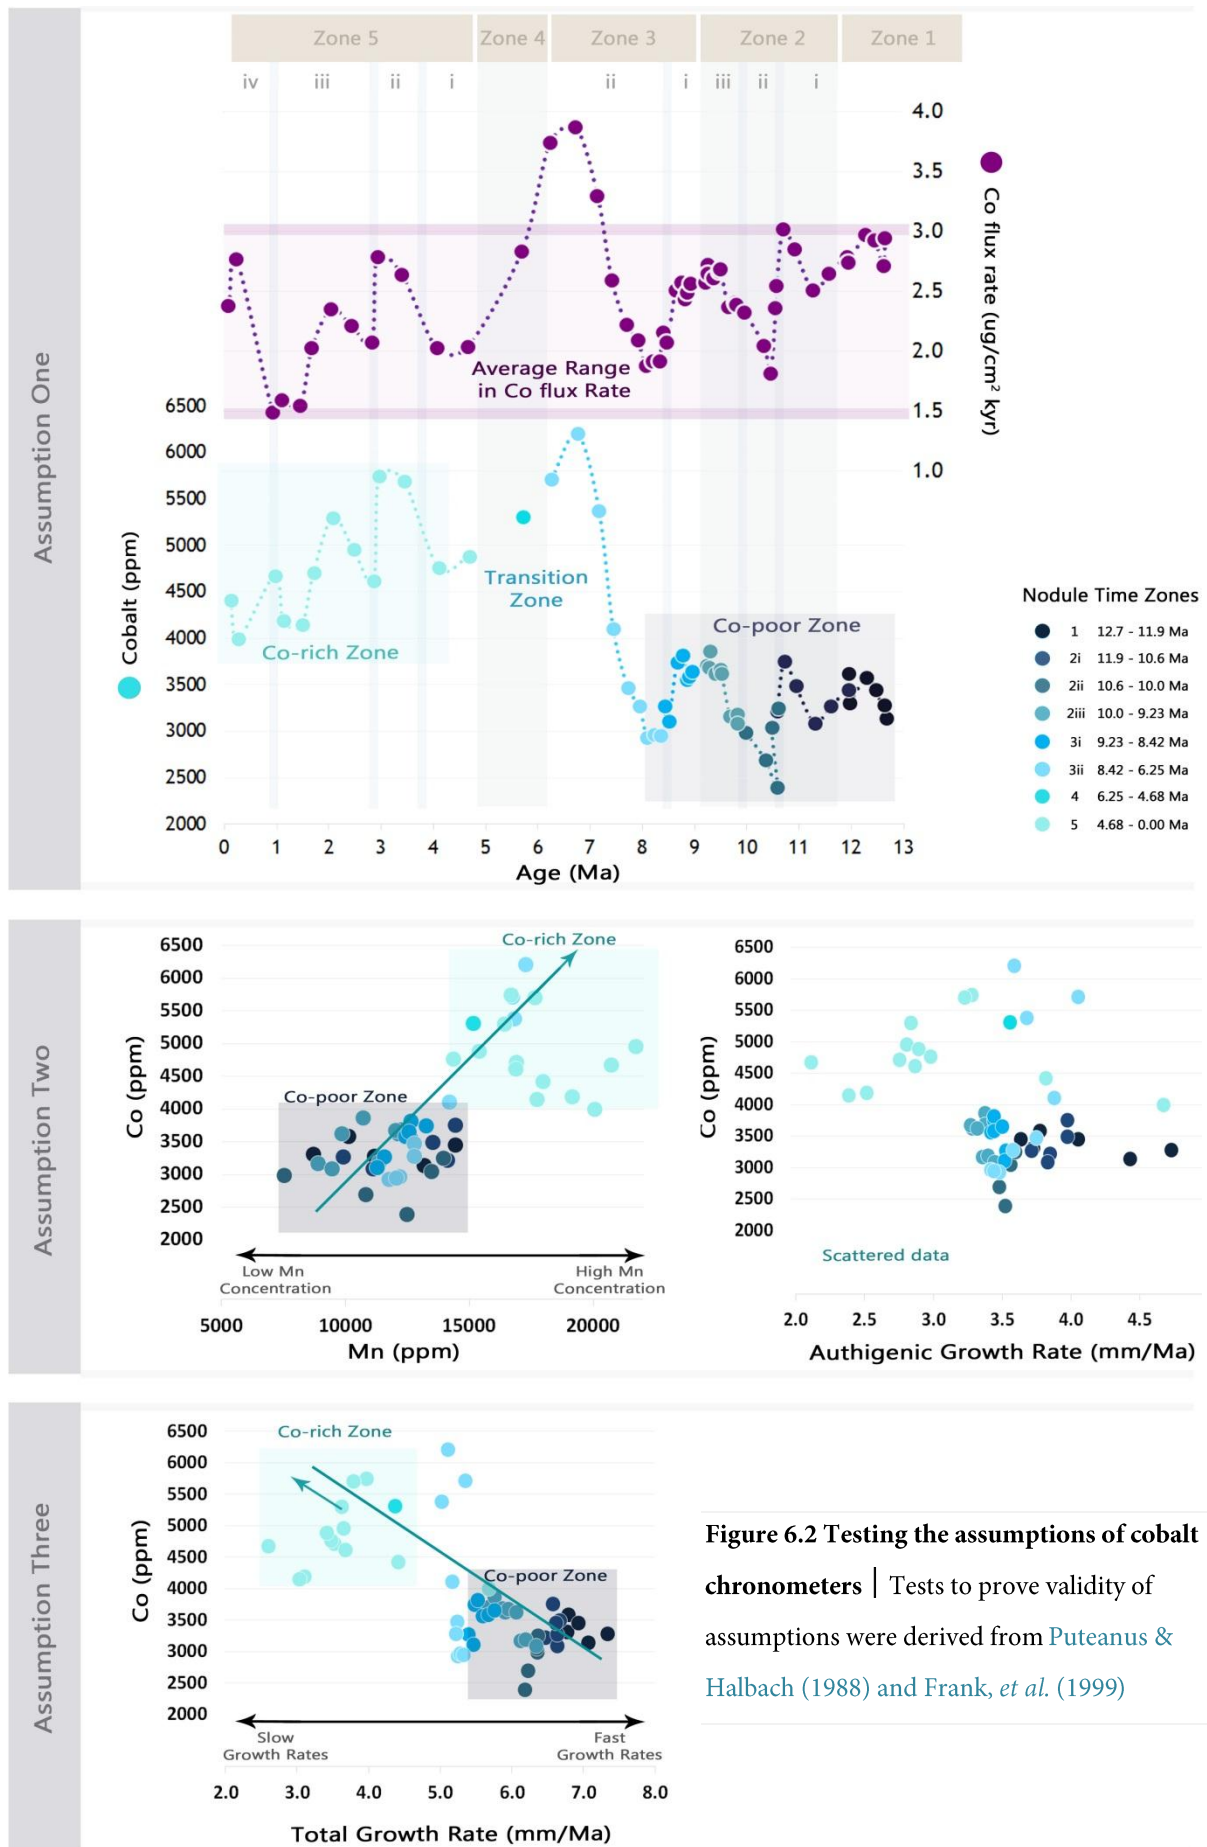 Assumption One
Zone 5
Zone 4
Zone 3
Zone 2
Zone 1
iv
iii
ii
i
ii
i
iii
ii
i
4.0
3.5
3.0
2.5
2.0
1.5
1.0
Co flux rate (ug/cm² kyr)
Average Range
in Co flux Rate
6500
6000
5500
5000
4500
4000
3500
3000
2500
2000
Cobalt (ppm)
Co-rich Zone
Transition
Zone
Co-poor Zone
0 1 2 3 4 5 6 7 8 9 10 11 12 13
Age (Ma)
Nodule Time Zones
1 12.7 - 11.9 Ma
2i 11.9 - 10.6 Ma
2ii 10.6 - 10.0 Ma
2iii 10.0 - 9.23 Ma
3i 9.23 - 8.42 Ma
3ii 8.42 - 6.25 Ma
4 6.25 - 4.68 Ma
5 4.68 - 0.00 Ma
Assumption Two
6500
6000
5500
5000
4500
4000
3500
3000
2500
2000
Co (ppm)
Co-rich Zone
Co-poor Zone
Low Mn
Concentration
High Mn
Concentration
5000 10000 15000 20000
Mn (ppm)
6500
6000
5500
5000
4500
4000
3500
3000
2500
2000
Co (ppm)
Scattered data
2.0 2.5 3.0 3.5 4.0 4.5
Authigenic Growth Rate (mm/Ma)
Assumption Three
6500
6000
5500
5000
4500
4000
3500
3000
2500
2000
Co (ppm)
Co-rich Zone
Co-poor Zone
Slow
Growth Rates
Fast
Growth Rates
2.0 3.0 4.0 5.0 6.0 7.0 8.0
Total Growth Rate (mm/Ma)
Figure 6.2 Testing the assumptions of cobalt
chronometers | Tests to prove validity of
assumptions were derived from Puteanus &
Halbach (1988) and Frank, et al. (1999)